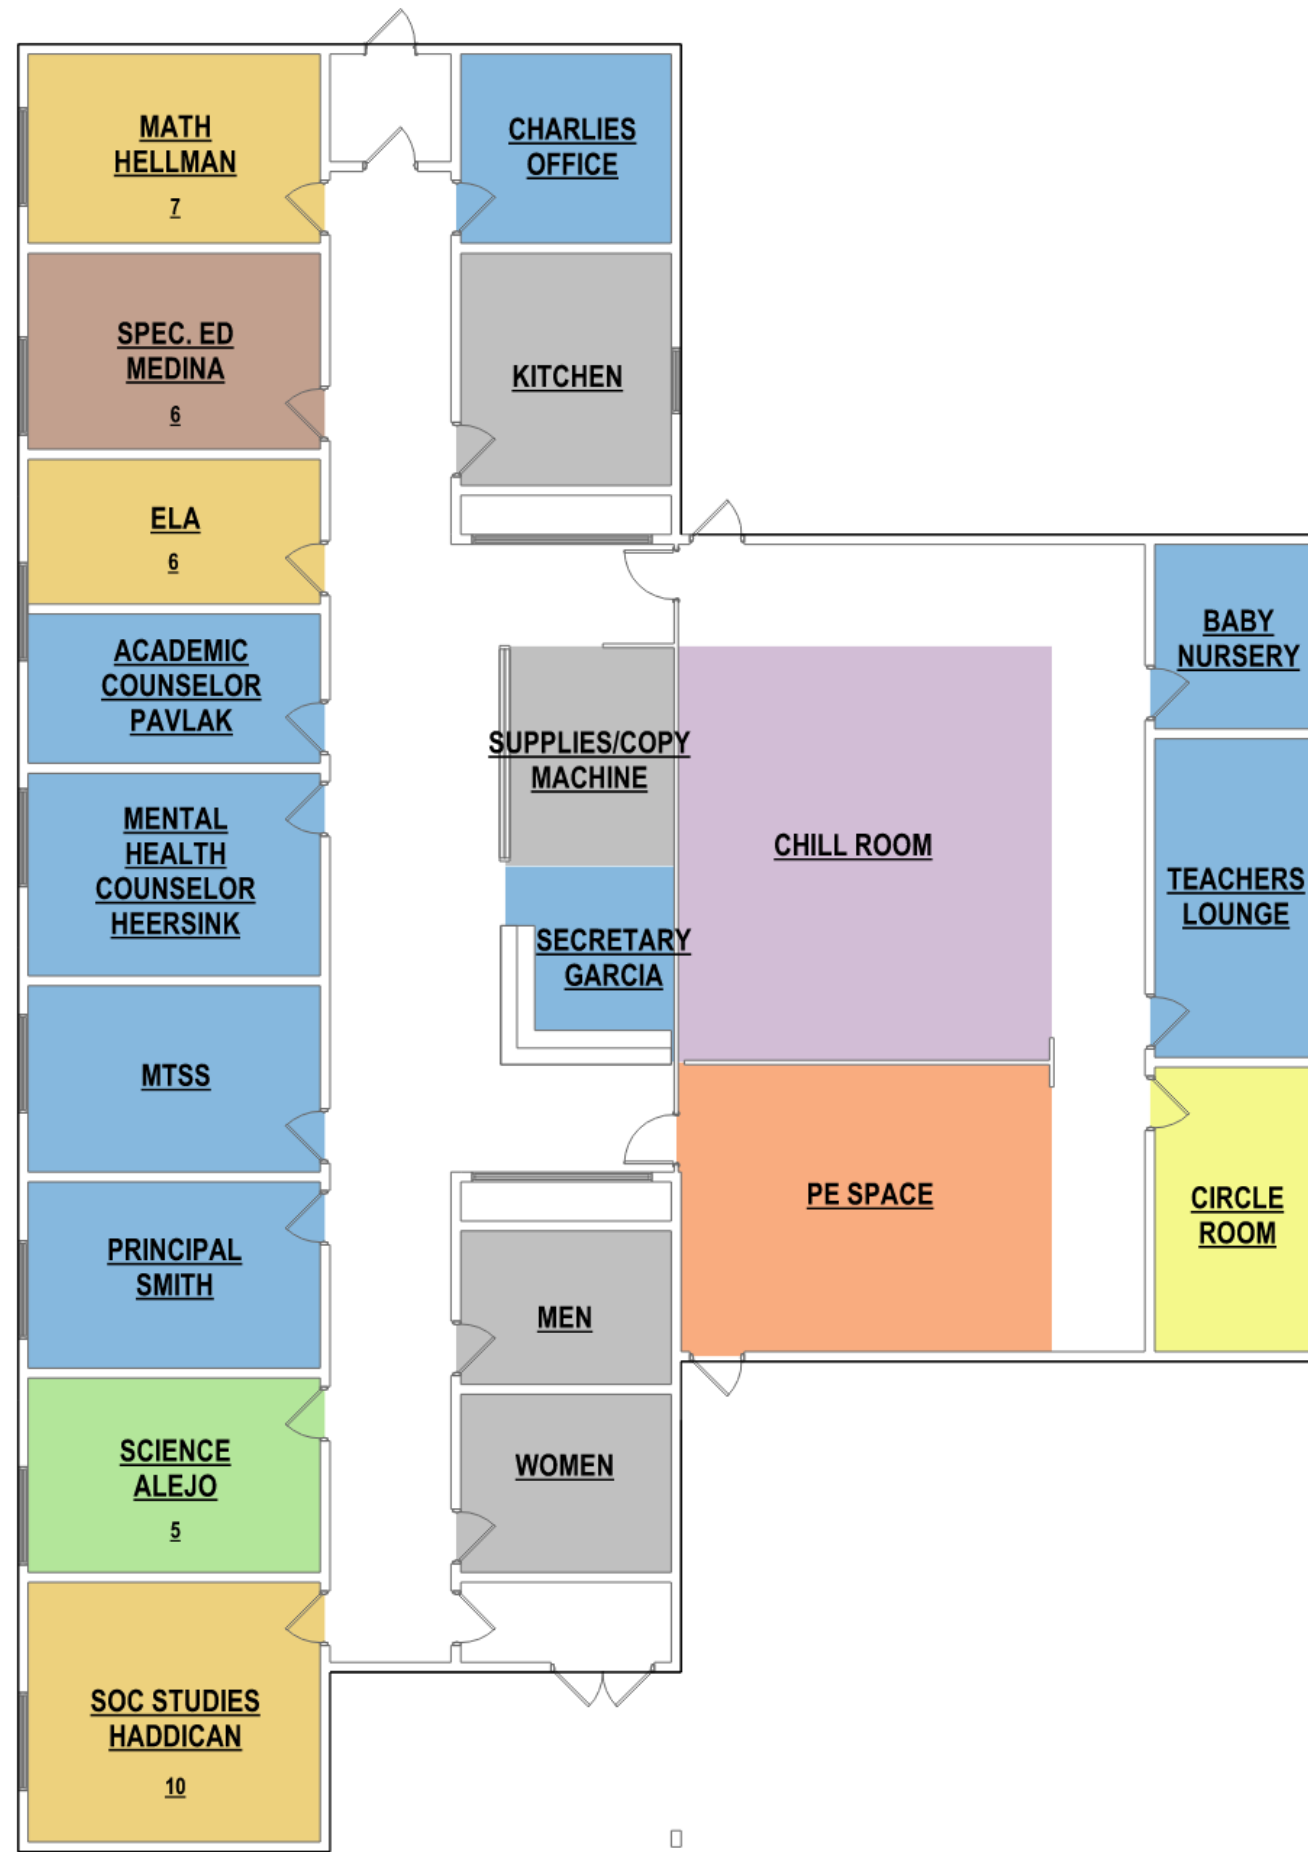 MATH
HELLMAN
7
CHARLIES
OFFICE
SPEC. ED
MEDINA
6
KITCHEN
ELA
6
ACADEMIC
COUNSELOR
PAVLAK
BABY
NURSERY
SUPPLIES/COPY
MACHINE
MENTAL
HEALTH
COUNSELOR
HEERSINK
CHILL ROOM
TEACHERS
LOUNGE
SECRETARY
GARCIA
MTSS
PRINCIPAL
SMITH
PE SPACE
CIRCLE
ROOM
MEN
SCIENCE
ALEJO
5
WOMEN
SOC STUDIES
HADDICAN
10